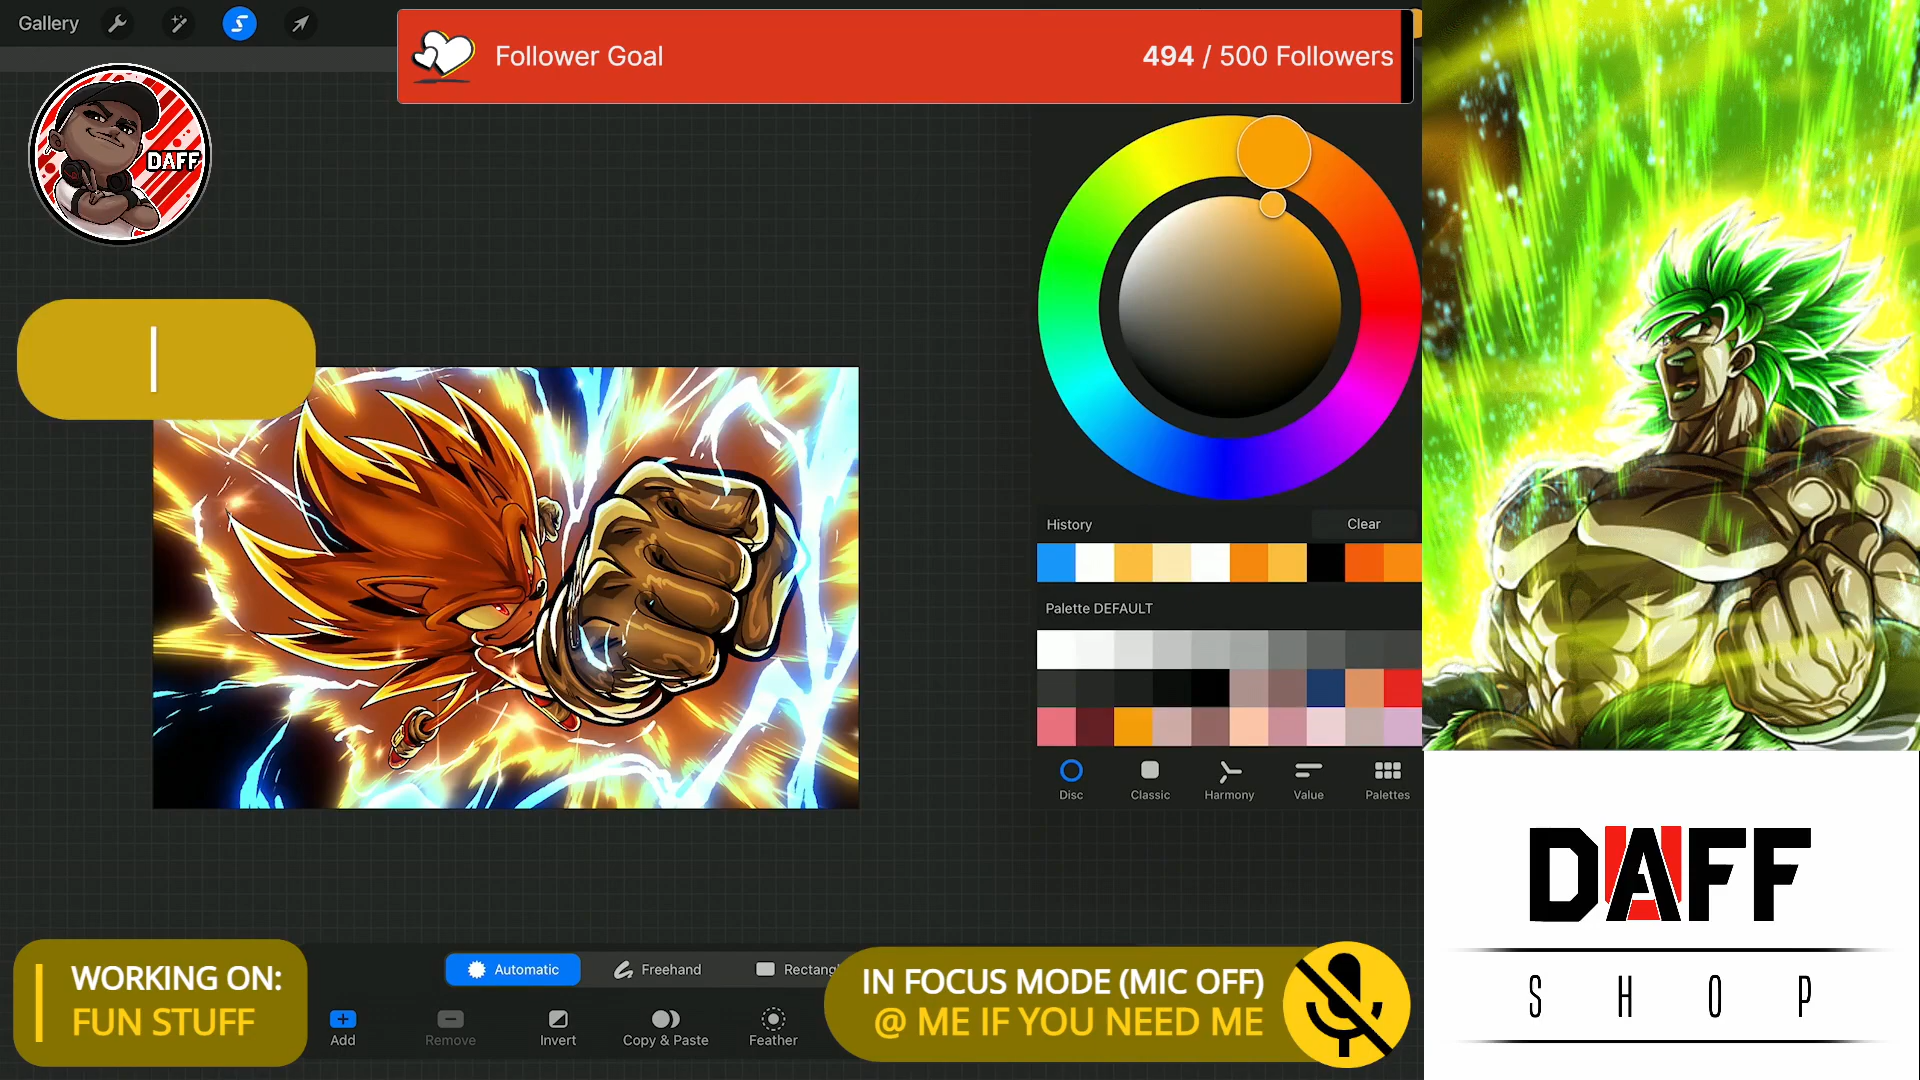 Gallery
Follower Goal
494 / 500 Followers
DAFF
History
Clear
Palette DEFAULT
Disc
Classic
Harmony
Value
Palettes
WORKING ON:
FUN STUFF
Automatic
Freehand
Rectangl
Add
Remove
Invert
Copy & Paste
Feather
IN FOCUS MODE (MIC OFF)
@ ME IF YOU NEED ME
DAFF
SHOP